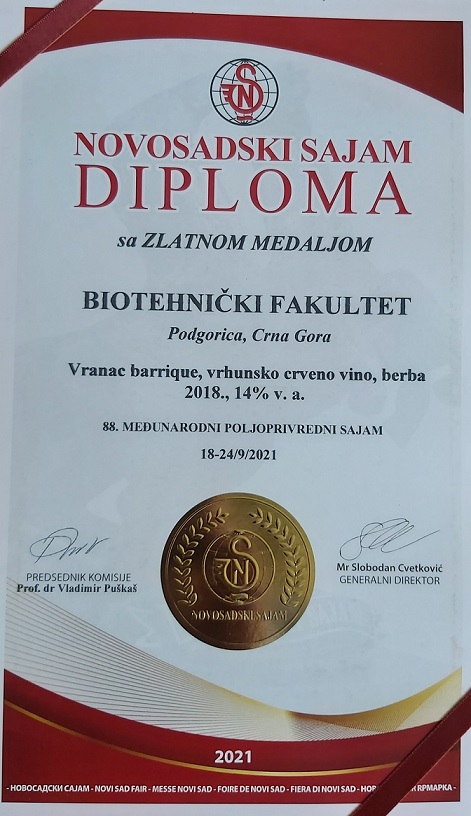 NOVOSADSKI SAJAM
DIPLOMA
sa ZLATNOM MEDALJOM
BIOTEHNIČKI FAKULTET
Podgorica, Crna Gora
Vranac barrique, vrhunsko crveno vino, berba
2018., 14% v. a.
88. MEĐUNARODNI POLJOPRIVREDNI SAJAM
18-24/9/2021
PREDSEDNIK KOMISIJE
Prof. dr Vladimir Puškaš
Mr Slobodan Cvetković
GENERALNI DIREKTOR
NOVOSADSKI SAJAM
2021
- НОВОСАДСКИ САЈАМ - NOVI SAD FAIR - MESSE NOVI SAD - FOIRE DE NOVI SAD - FIERA DI NOVI SAD -